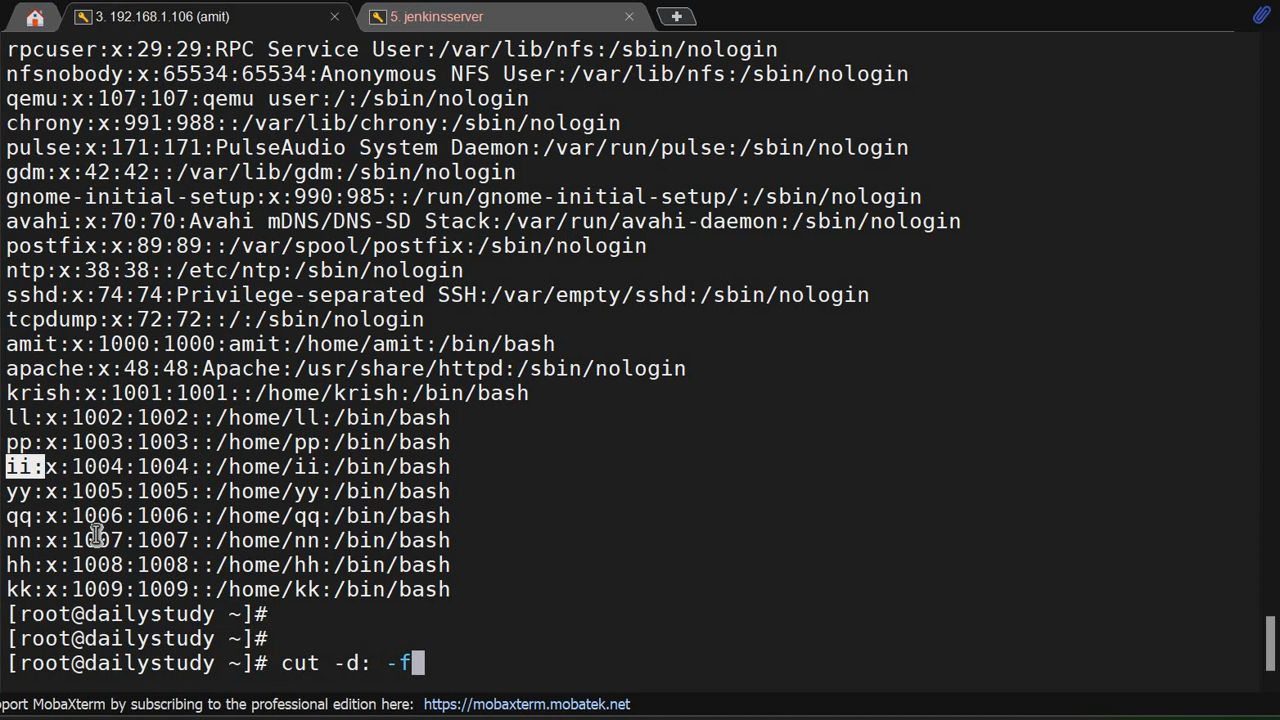 3. 192.168.1.106 (amit)
5. jenkinsserver
rpcuser:x:29:29:RPC Service User:/var/lib/nfs:/sbin/nologin
nfsnobody:x:65534:65534:Anonymous NFS User:/var/lib/nfs:/sbin/nologin
qemu:x:107:107:qemu user:/:/sbin/nologin
chrony:x:991:988::/var/lib/chrony:/sbin/nologin
pulse:x:171:171:PulseAudio System Daemon:/var/run/pulse:/sbin/nologin
gdm:x:42:42::/var/lib/gdm:/sbin/nologin
gnome-initial-setup:x:990:985::/run/gnome-initial-setup/:/sbin/nologin
avahi:x:70:70:Avahi mDNS/DNS-SD Stack:/var/run/avahi-daemon:/sbin/nologin
postfix:x:89:89::/var/spool/postfix:/sbin/nologin
ntp:x:38:38::/etc/ntp:/sbin/nologin
sshd:x:74:74:Privilege-separated SSH:/var/empty/sshd:/sbin/nologin
tcpdump:x:72:72::/:/sbin/nologin
amit:x:1000:1000:amit:/home/amit:/bin/bash
apache:x:48:48:Apache:/usr/share/httpd:/sbin/nologin
krish:x:1001:1001::/home/krish:/bin/bash
ll:x:1002:1002::/home/ll:/bin/bash
pp:x:1003:1003::/home/pp:/bin/bash
ii:x:1004:1004::/home/ii:/bin/bash
yy:x:1005:1005::/home/yy:/bin/bash
qq:x:1006:1006::/home/qq:/bin/bash
nn:x:1007:1007::/home/nn:/bin/bash
hh:x:1008:1008::/home/hh:/bin/bash
kk:x:1009:1009::/home/kk:/bin/bash
[root@dailystudy ~]#
[root@dailystudy ~]#
[root@dailystudy ~]# cut -d: -f
port MobaXterm by subscribing to the professional edition here: https://mobaxterm.mobatek.net